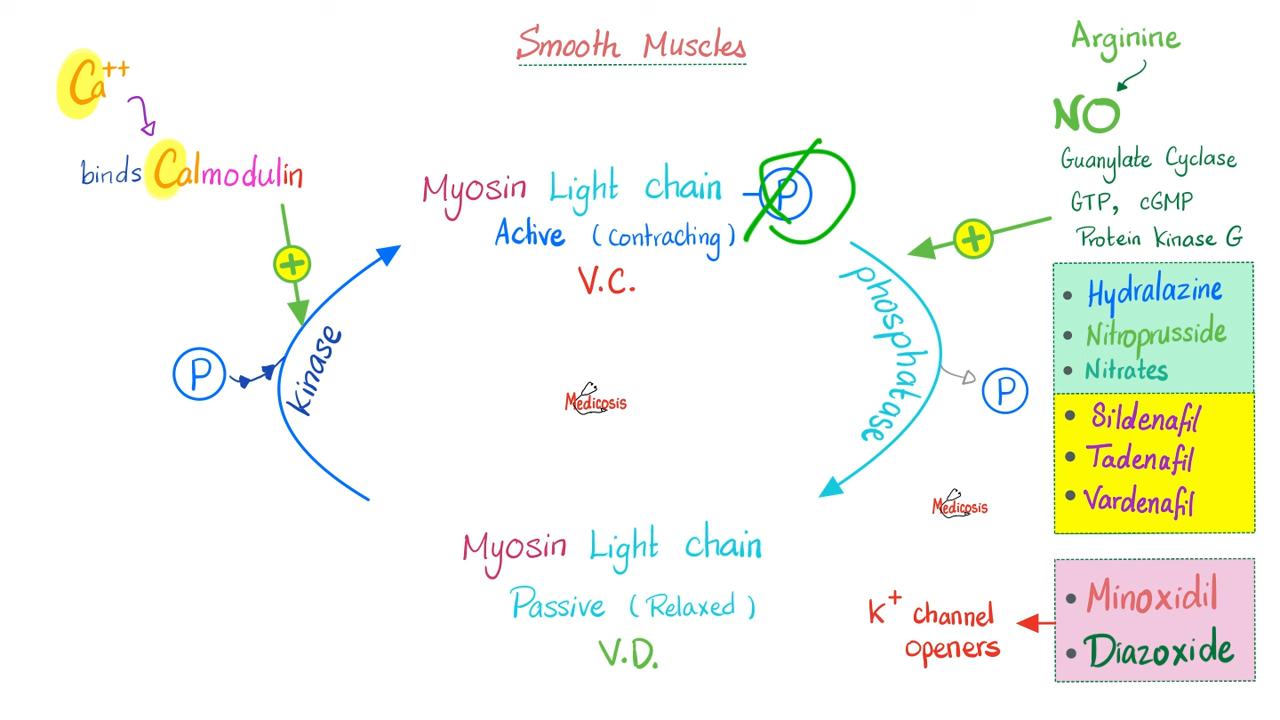 Smooth Muscles
Ca++
binds Calmodulin
+
Myosin Light chain - P
Active (contracting)
V.C.
P
kinase
phosphatase
P
Medicosis
Myosin Light chain
Passive (Relaxed)
V.D.
Arginine
NO
Guanylate Cyclase
GTP, cGMP
Protein Kinase G
+
• Hydralazine
• Nitroprusside
• Nitrates
• Sildenafil
• Tadenafil
• Vardenafil
Medicosis
• Minoxidil
• Diazoxide
K+ channel
openers